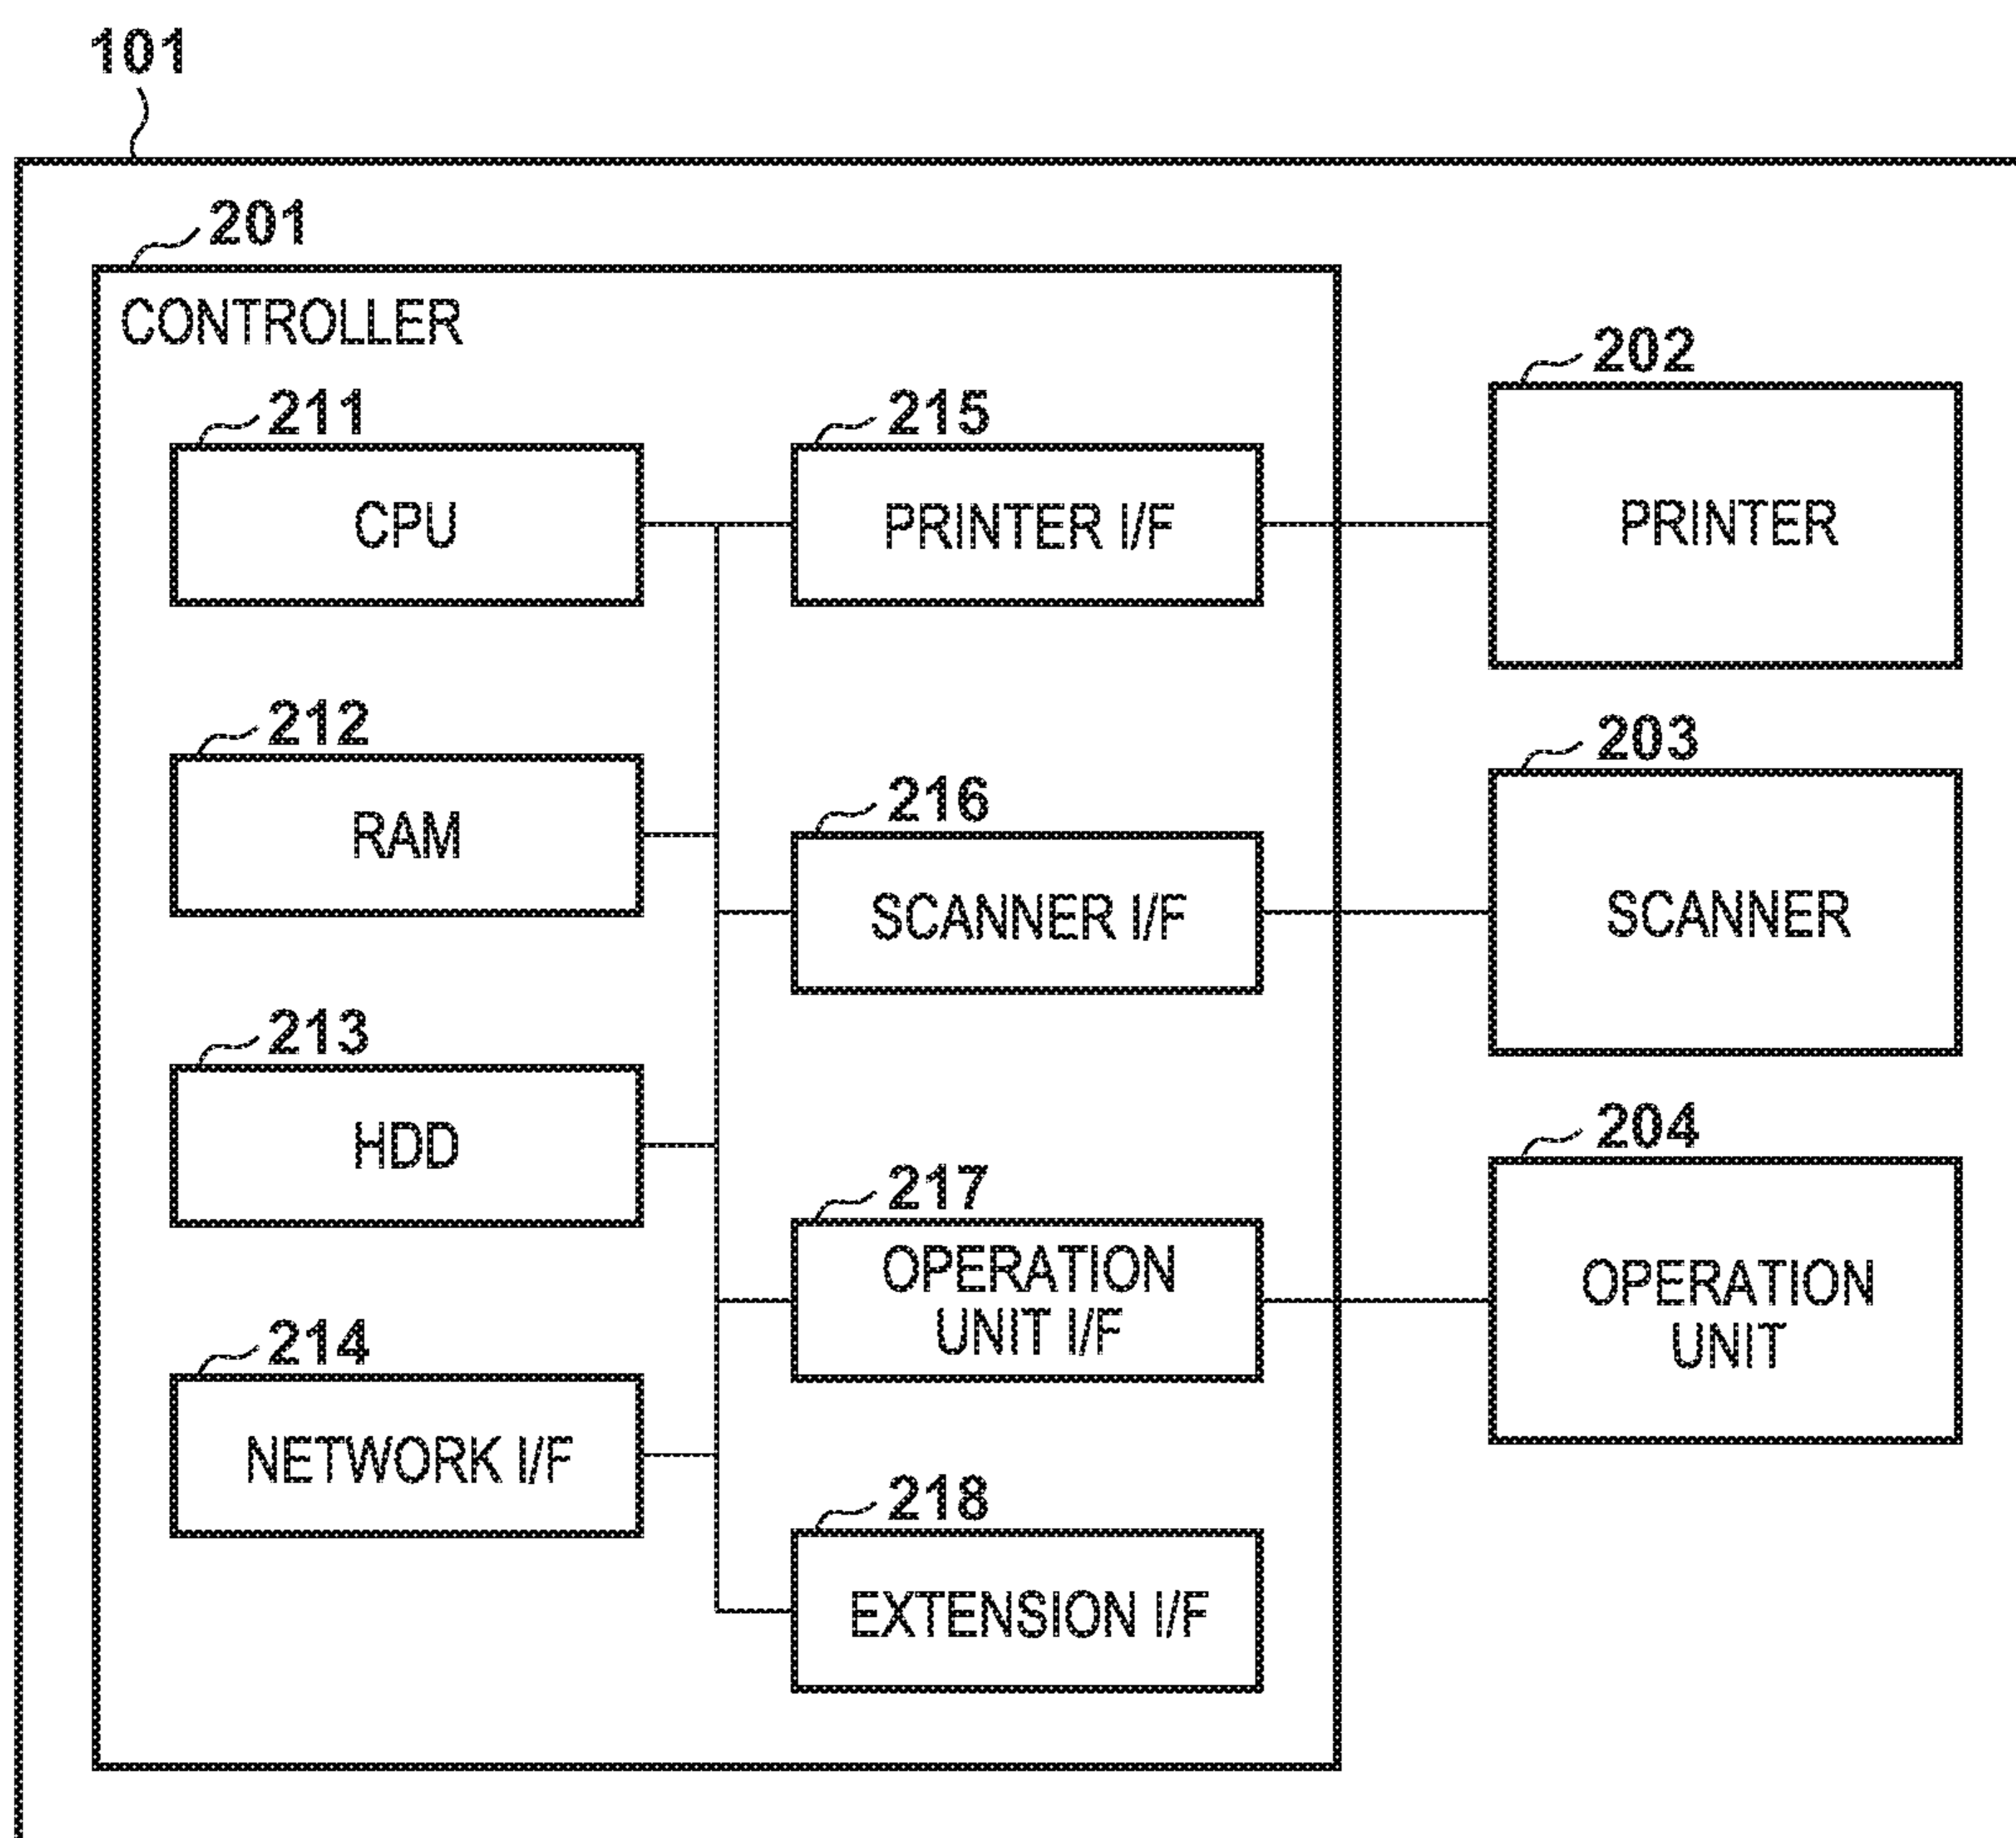 101
201
CONTROLLER
202
211
215
CPU
PRINTER I/F
PRINTER
212
203
216
RAM
SCANNER I/F
SCANNER
213
204
HDD
217
OPERATION
UNIT I/F
OPERATION
UNIT
214
NETWORK I/F
218
EXTENSION I/F